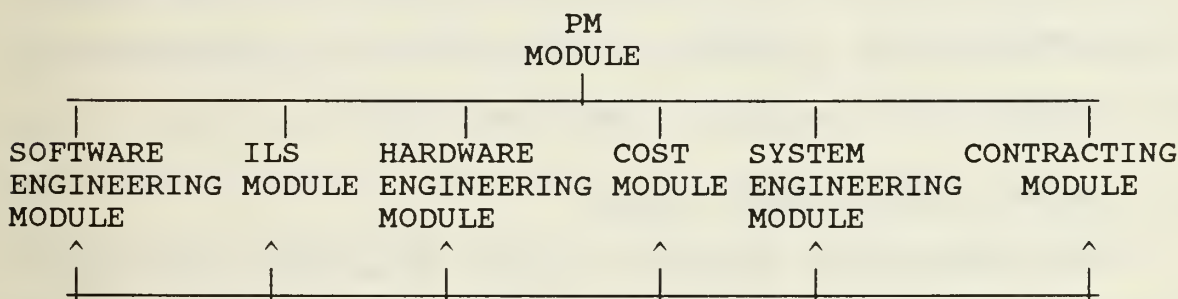 PM
MODULE
SOFTWARE ILS HARDWARE COST SYSTEM CONTRACTING
ENGINEERING MODULE ENGINEERING MODULE ENGINEERING MODULE
MODULE MODULE MODULE
^ ^ ^ ^ ^ ^